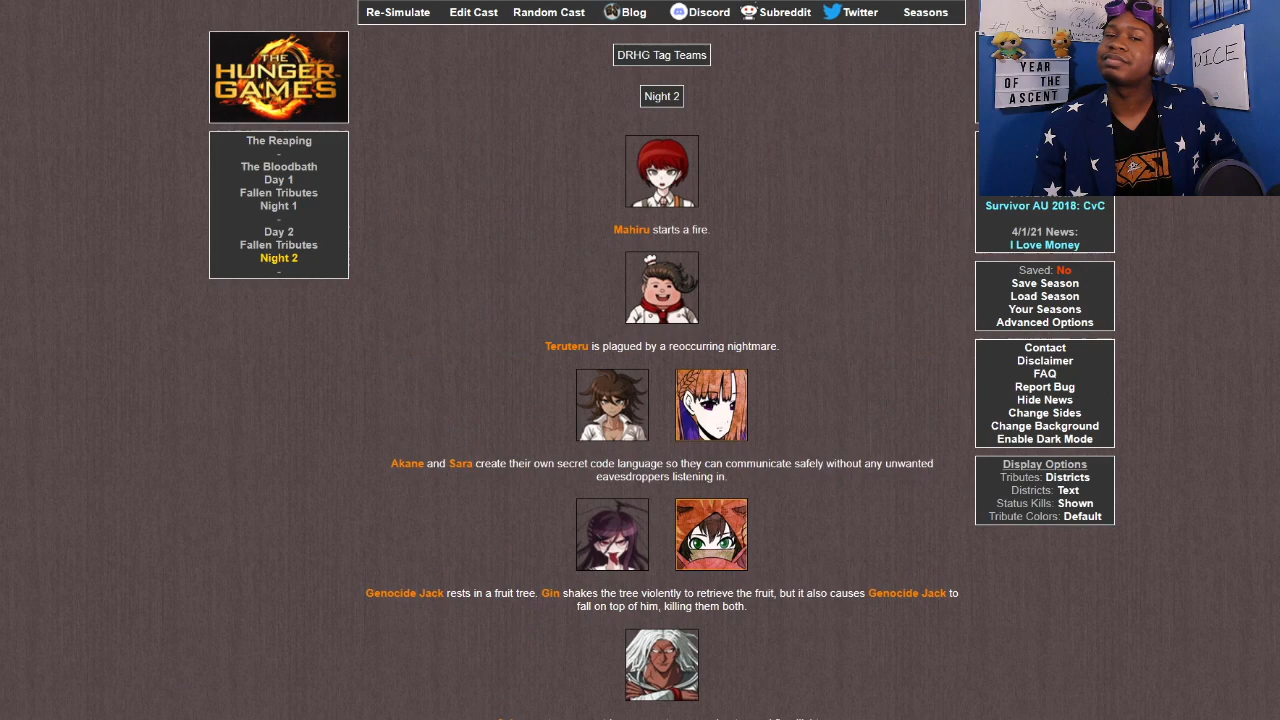 Re-Simulate Edit Cast Random Cast Blog Discord Subreddit Twitter Seasons
THE
HUNGER
GAMES
DRHG Tag Teams
Night 2
The Reaping
-
The Bloodbath
Day 1
Fallen Tributes
Night 1
-
Day 2
Fallen Tributes
Night 2
-
Mahiru starts a fire.
Teruteru is plagued by a reoccurring nightmare.
Akane and Sara create their own secret code language so they can communicate safely without any unwanted
eavesdroppers listening in.
Genocide Jack rests in a fruit tree. Gin shakes the tree violently to retrieve the fruit, but it also causes Genocide Jack to
fall on top of him, killing them both.
YEAR
OF THE
ASCENT
DICE
Survivor AU 2018: CvC
4/1/21 News:
I Love Money
Saved: No
Save Season
Load Season
Your Seasons
Advanced Options
Contact
Disclaimer
FAQ
Report Bug
Hide News
Change Sides
Change Background
Enable Dark Mode
Display Options
Tributes: Districts
Districts: Text
Status Kills: Shown
Tribute Colors: Default